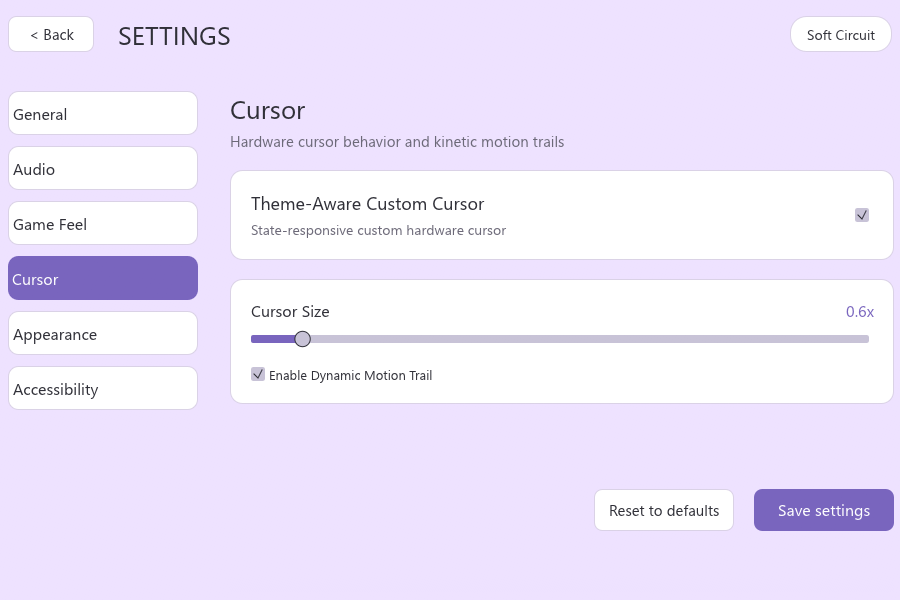 < Back
SETTINGS
Soft Circuit
General
Audio
Game Feel
Cursor
Appearance
Accessibility
Cursor
Hardware cursor behavior and kinetic motion trails
Theme-Aware Custom Cursor
State-responsive custom hardware cursor
Cursor Size
0.6x
Enable Dynamic Motion Trail
Reset to defaults
Save settings